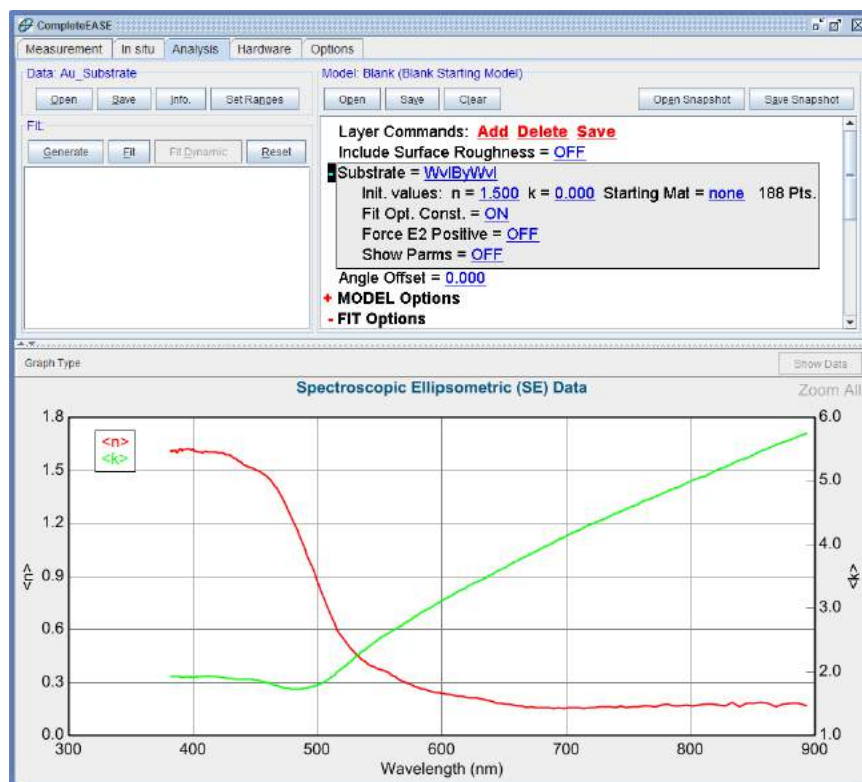 CompleteEASE
Measurement In situ Analysis Hardware Options
Data: Au_Substrate
Open Save Info. Set Ranges
Fit:
Generate Fit Fit Dynamic Reset
Model: Blank (Blank Starting Model)
Open Save Clear Open Snapshot Save Snapshot
Layer Commands: Add Delete Save
Include Surface Roughness = OFF
- Substrate = WvlByWvl
Init. values: n = 1.500 k = 0.000 Starting Mat = none 188 Pts.
Fit Opt. Const. = ON
Force E2 Positive = OFF
Show Parms = OFF
Angle Offset = 0.000
+ MODEL Options
- FIT Options
Graph Type Show Data
Spectroscopic Ellipsometric (SE) Data
Zoom All
<n>
<k>
1.8
1.5
1.2
0.9
0.6
0.3
0.0
<n>
6.0
5.0
4.0
3.0
2.0
1.0
<k>
300 400 500 600 700 800 900
Wavelength (nm)